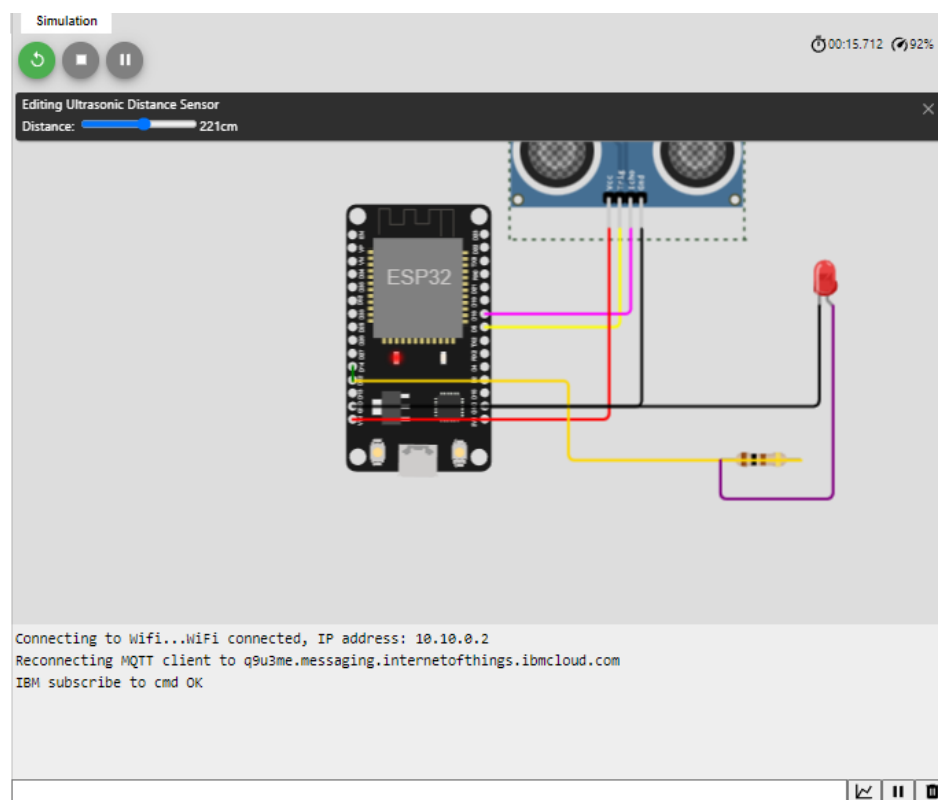 Simulation
00:15.712 92%
Editing Ultrasonic Distance Sensor
Distance: 221cm
Vcc
Trig
Echo
Gnd
ESP32
Connecting to Wifi...WiFi connected, IP address: 10.10.0.2
Reconnecting MQTT client to q9u3me.messaging.internetofthings.ibmcloud.com
IBM subscribe to cmd OK